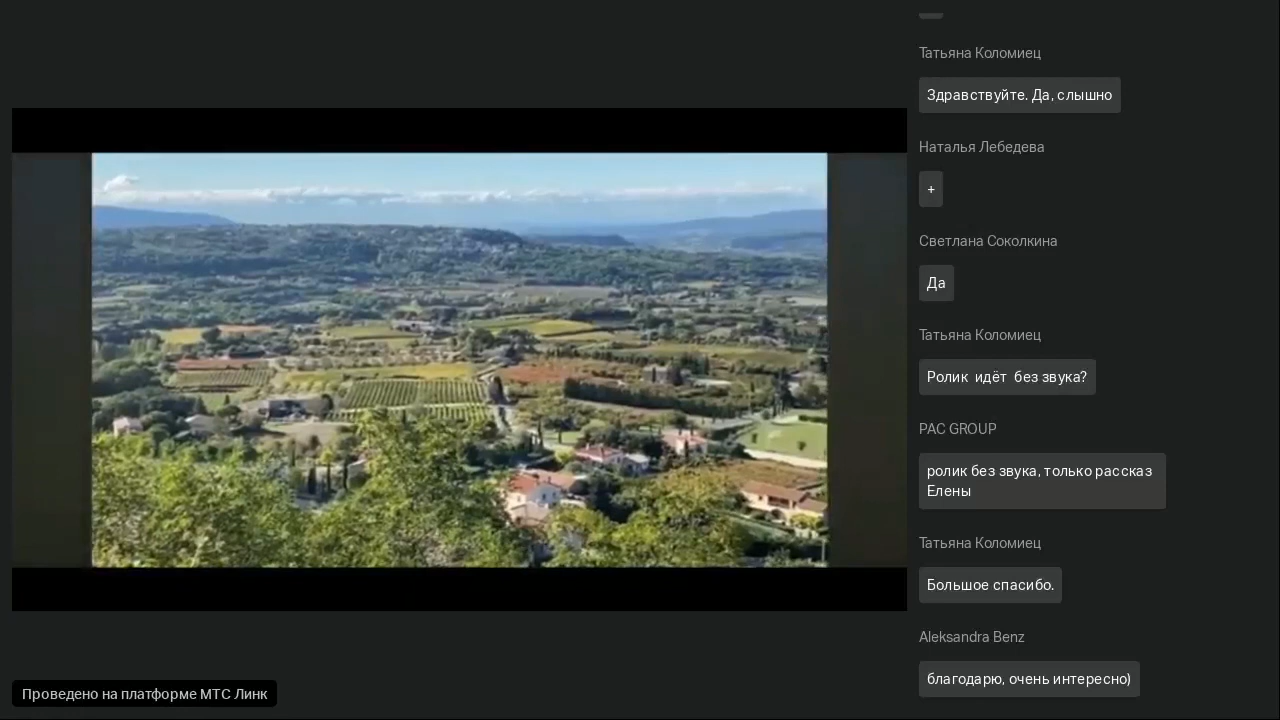 Татьяна Коломиец
Здравствуйте. Да, слышно
Наталья Лебедева
+
Светлана Соколкина
Да
Татьяна Коломиец
Ролик идёт без звука?
PAC GROUP
ролик без звука, только рассказ
Елены
Татьяна Коломиец
Большое спасибо.
Aleksandra Benz
благодарю, очень интересно)
Проведено на платформе МТС Линк